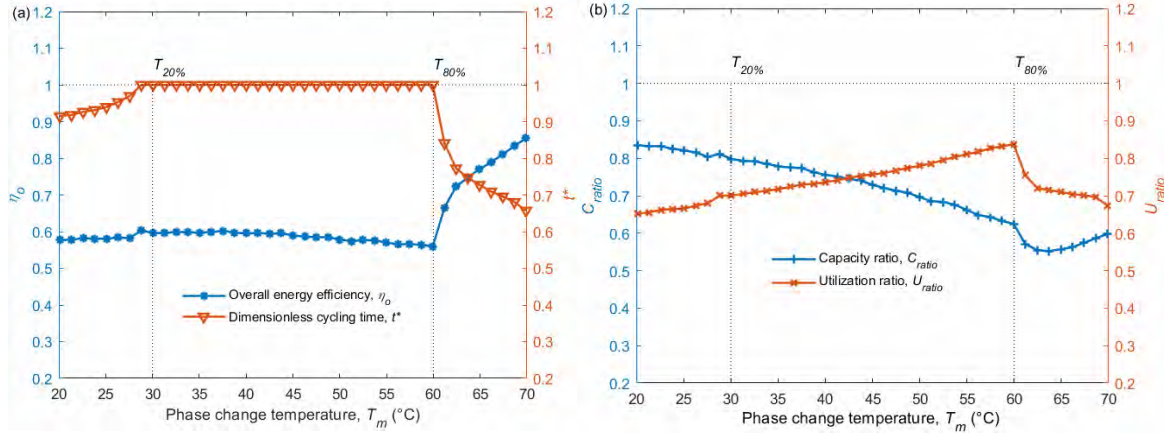 (a)
1.2
1.1
1
0.9
0.8
0.7
0.6
0.5
0.4
0.3
0.2
η_o
T_20%
T_80%
Overall energy efficiency, η_o
Dimensionless cycling time, t*
1.2
1.1
1
0.9
0.8
0.7
0.6
0.5
0.4
0.3
0.2
t*
20 25 30 35 40 45 50 55 60 65 70
Phase change temperature, T_m (°C)
(b)
1.2
1.1
1
0.9
0.8
0.7
0.6
0.5
0.4
0.3
0.2
C_ratio
T_20%
T_80%
Capacity ratio, C_ratio
Utilization ratio, U_ratio
1.2
1.1
1
0.9
0.8
0.7
0.6
0.5
0.4
0.3
0.2
U_ratio
20 25 30 35 40 45 50 55 60 65 70
Phase change temperature, T_m (°C)